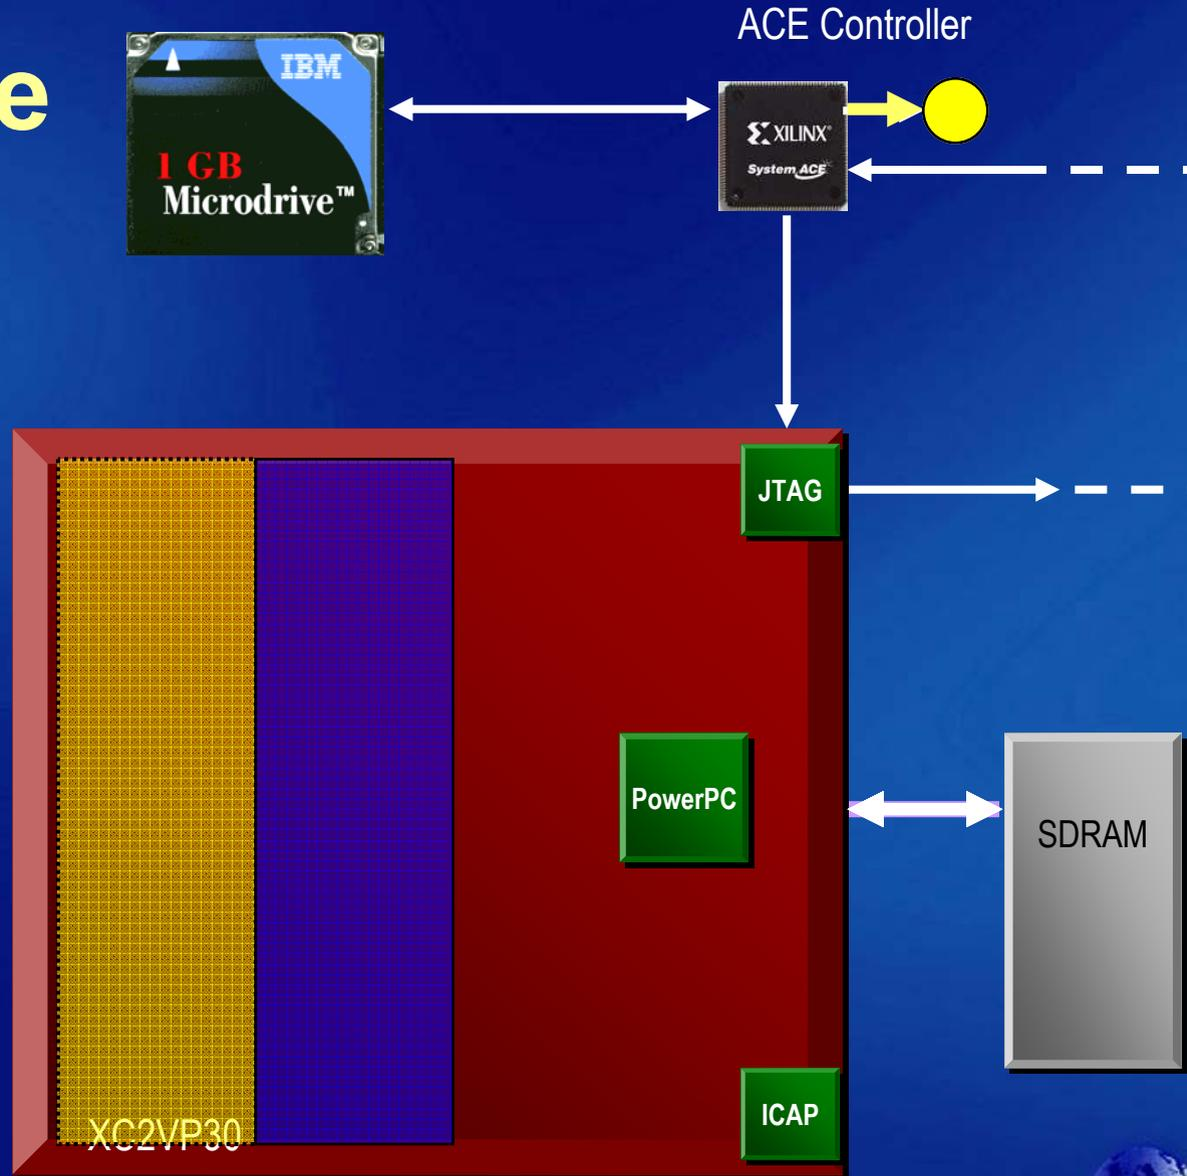 e
ACE Controller
IBM
1 GB
Microdrive™
XILINX®
System ACE
JTAG
PowerPC
SDRAM
ICAP
XC2VP30